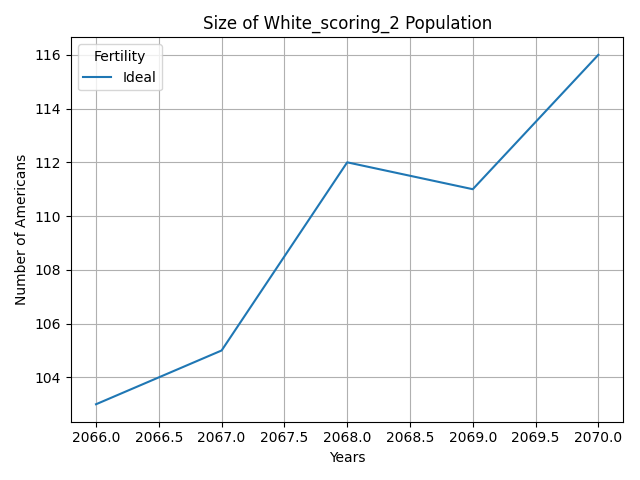 Size of White_scoring_2 Population
Fertility
Ideal
Number of Americans
116
114
112
110
108
106
104
2066.0 2066.5 2067.0 2067.5 2068.0 2068.5 2069.0 2069.5 2070.0
Years